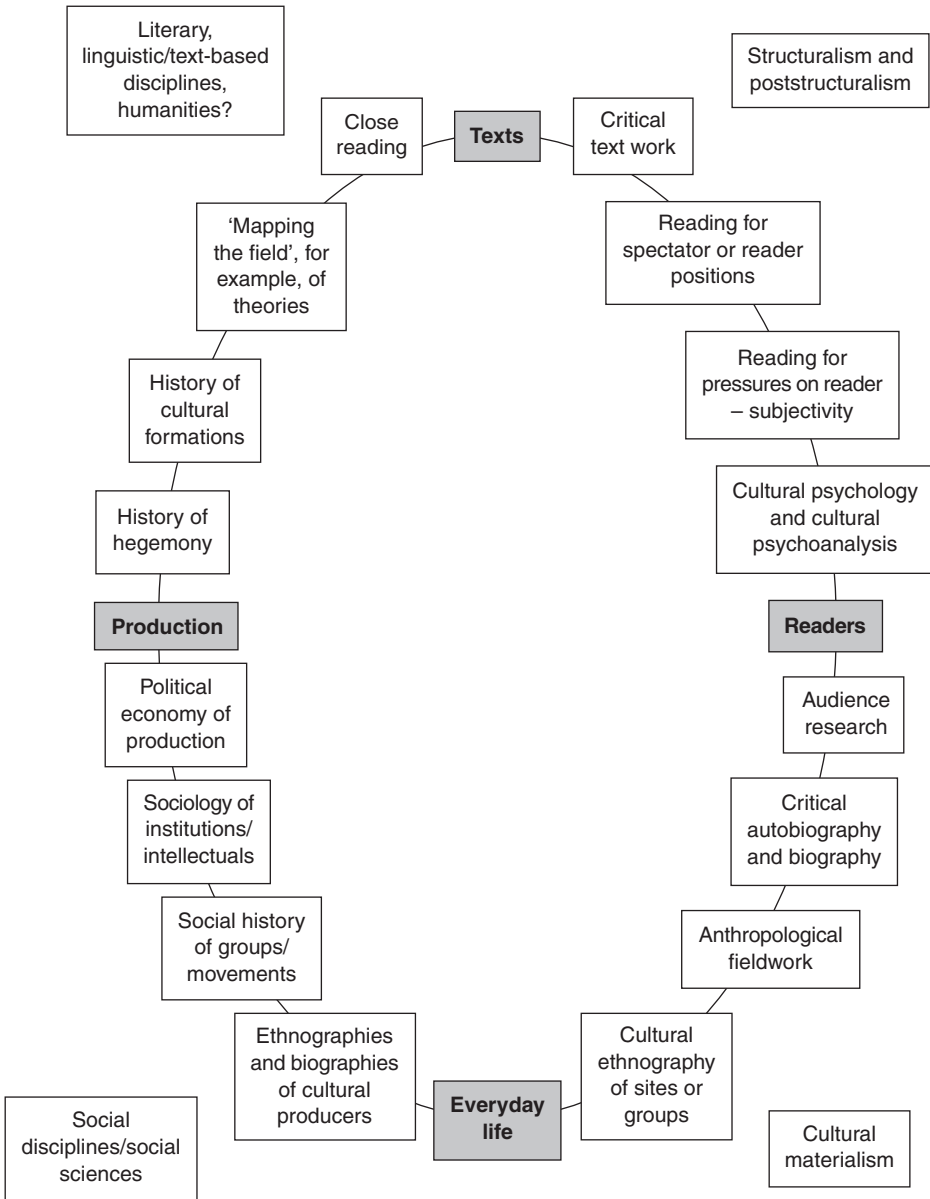 Literary,
linguistic/text-based
disciplines,
humanities?
Structuralism and
poststructuralism
Close
reading
Texts
Critical
text work
‘Mapping
the field’, for
example, of
theories
Reading for
spectator or reader
positions
History of
cultural
formations
Reading for
pressures on reader
– subjectivity
History of
hegemony
Cultural psychology
and cultural
psychoanalysis
Production
Readers
Political
economy of
production
Audience
research
Sociology of
institutions/
intellectuals
Critical
autobiography
and biography
Social history
of groups/
movements
Anthropological
fieldwork
Ethnographies
and biographies
of cultural
producers
Everyday
life
Cultural
ethnography
of sites or
groups
Social
disciplines/social
sciences
Cultural
materialism